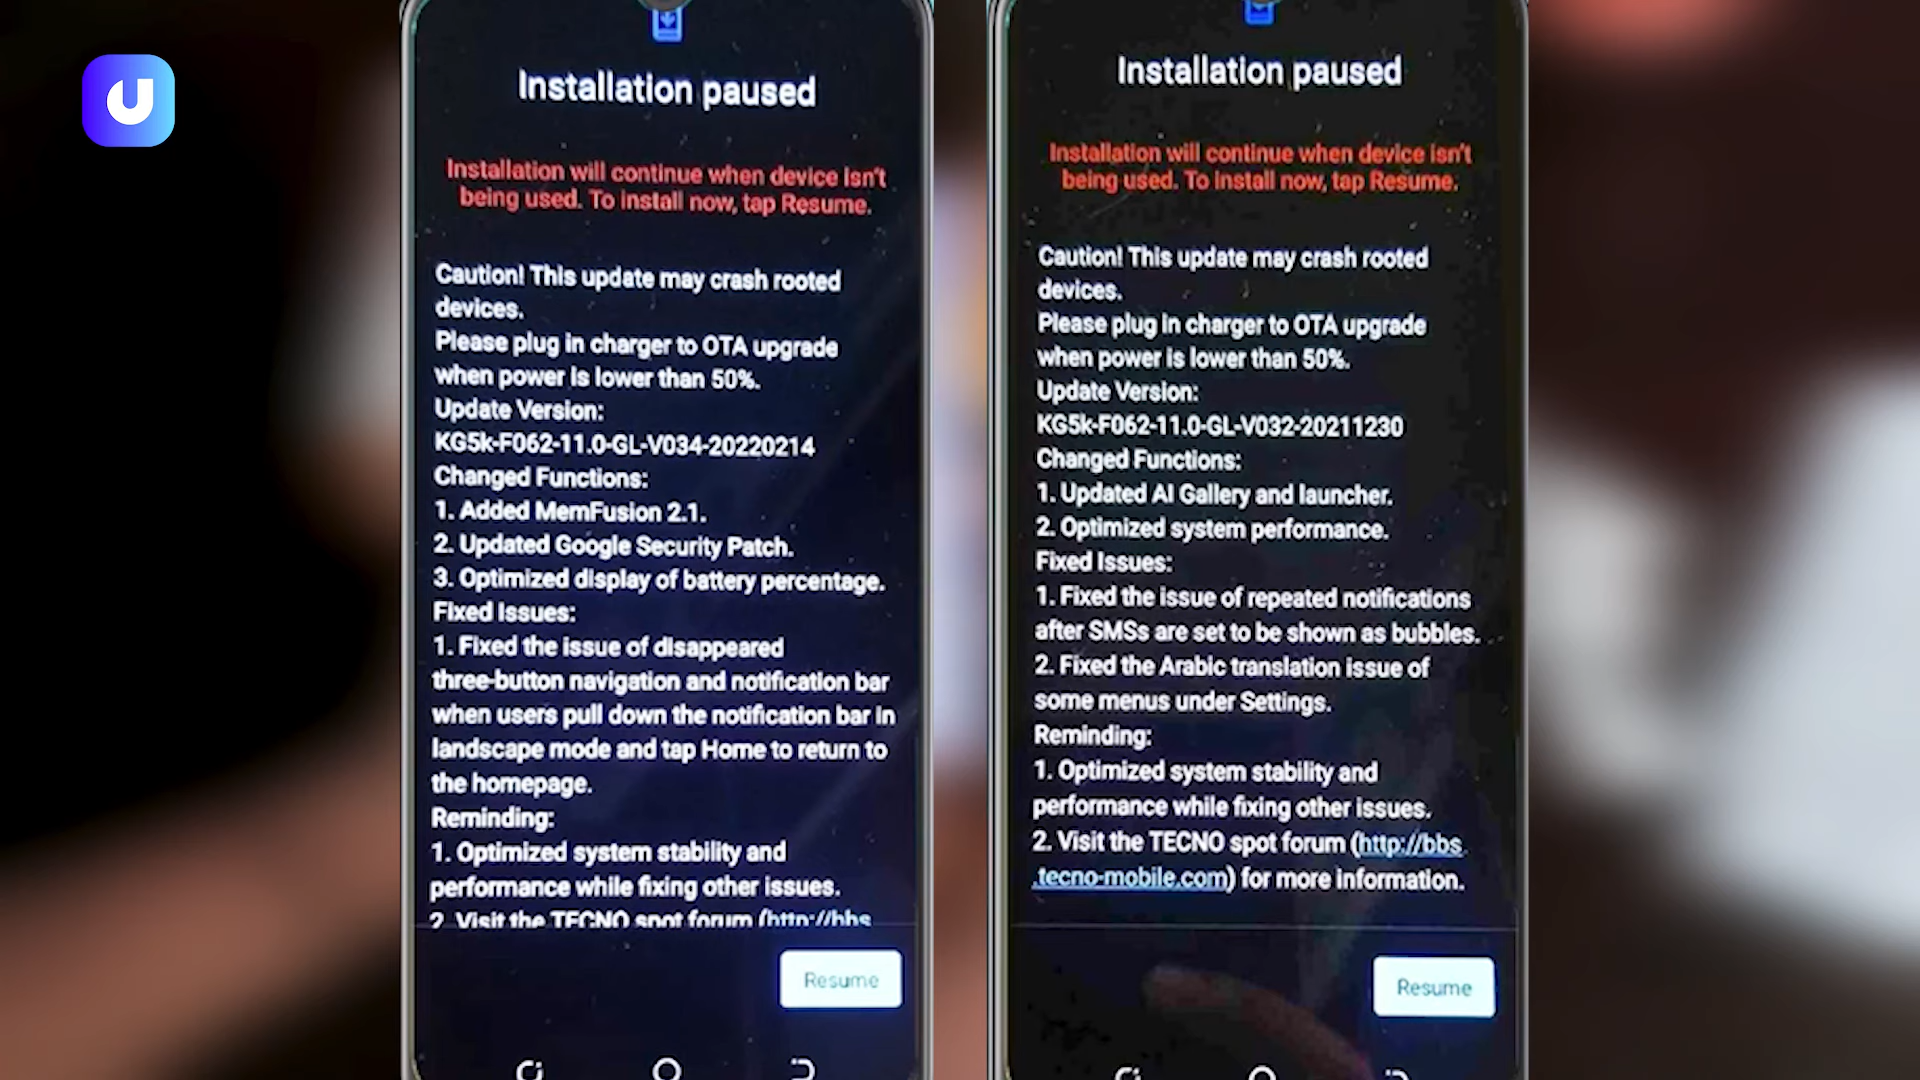 Installation paused
Installation will continue when device isn't
being used. To install now, tap Resume.
Caution! This update may crash rooted
devices.
Please plug in charger to OTA upgrade
when power is lower than 50%.
Update Version:
KG5k-F062-11.0-GL-V034-20220214
Changed Functions:
1. Added MemFusion 2.1.
2. Updated Google Security Patch.
3. Optimized display of battery percentage.
Fixed Issues:
1. Fixed the issue of disappeared
three-button navigation and notification bar
when users pull down the notification bar in
landscape mode and tap Home to return to
the homepage.
Reminding:
1. Optimized system stability and
performance while fixing other issues.
2. Visit the TECNO spot forum (http://bbs
Resume
Installation paused
Installation will continue when device isn't
being used. To install now, tap Resume.
Caution! This update may crash rooted
devices.
Please plug in charger to OTA upgrade
when power is lower than 50%.
Update Version:
KG5k-F062-11.0-GL-V032-20211230
Changed Functions:
1. Updated AI Gallery and launcher.
2. Optimized system performance.
Fixed Issues:
1. Fixed the issue of repeated notifications
after SMSs are set to be shown as bubbles.
2. Fixed the Arabic translation issue of
some menus under Settings.
Reminding:
1. Optimized system stability and
performance while fixing other issues.
2. Visit the TECNO spot forum (http://bbs
.tecno-mobile.com) for more information.
Resume